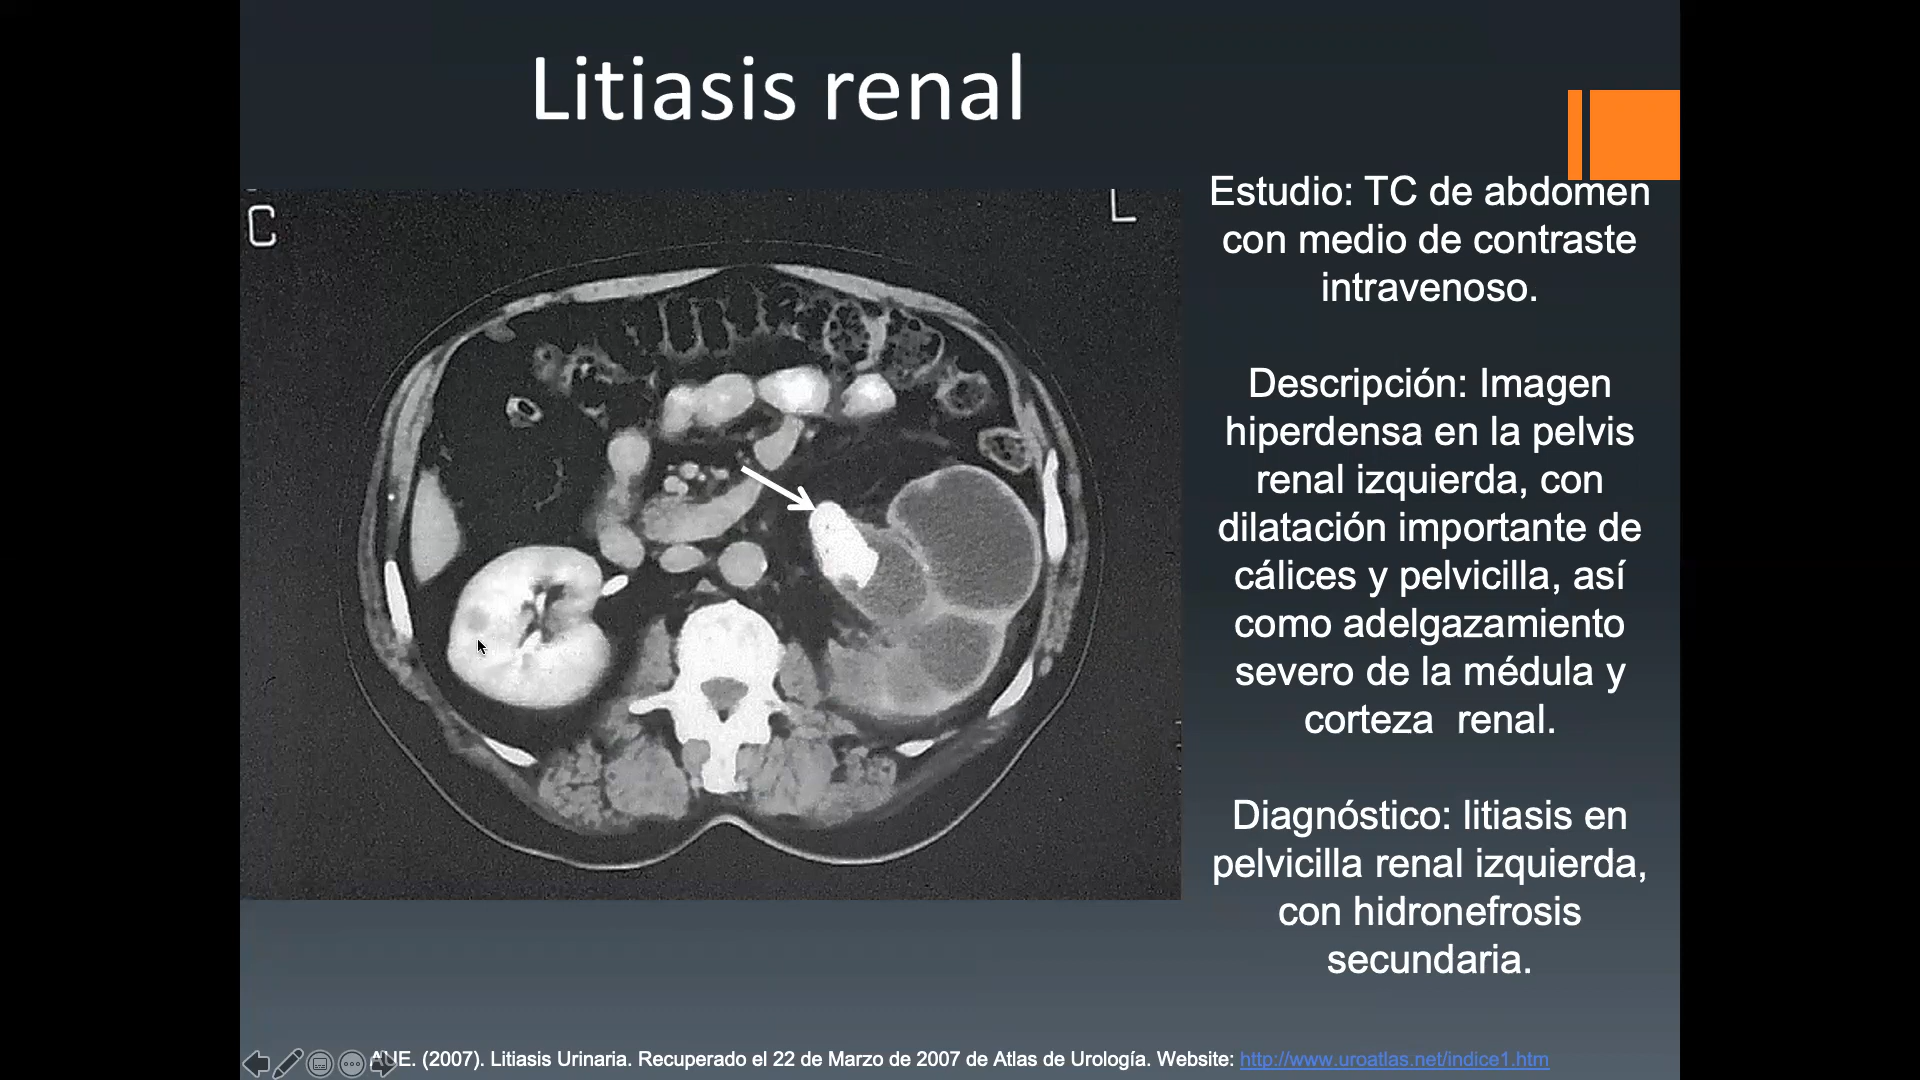 Litiasis renal
C
L
Estudio: TC de abdomen
con medio de contraste
intravenoso.
Descripción: Imagen
hiperdensa en la pelvis
renal izquierda, con
dilatación importante de
cálices y pelvicilla, así
como adelgazamiento
severo de la médula y
corteza renal.
Diagnóstico: litiasis en
pelvicilla renal izquierda,
con hidronefrosis
secundaria.
(2007). Litiasis Urinaria. Recuperado el 22 de Marzo de 2007 de Atlas de Urología. Website: http://www.uroatlas.net/indice1.htm